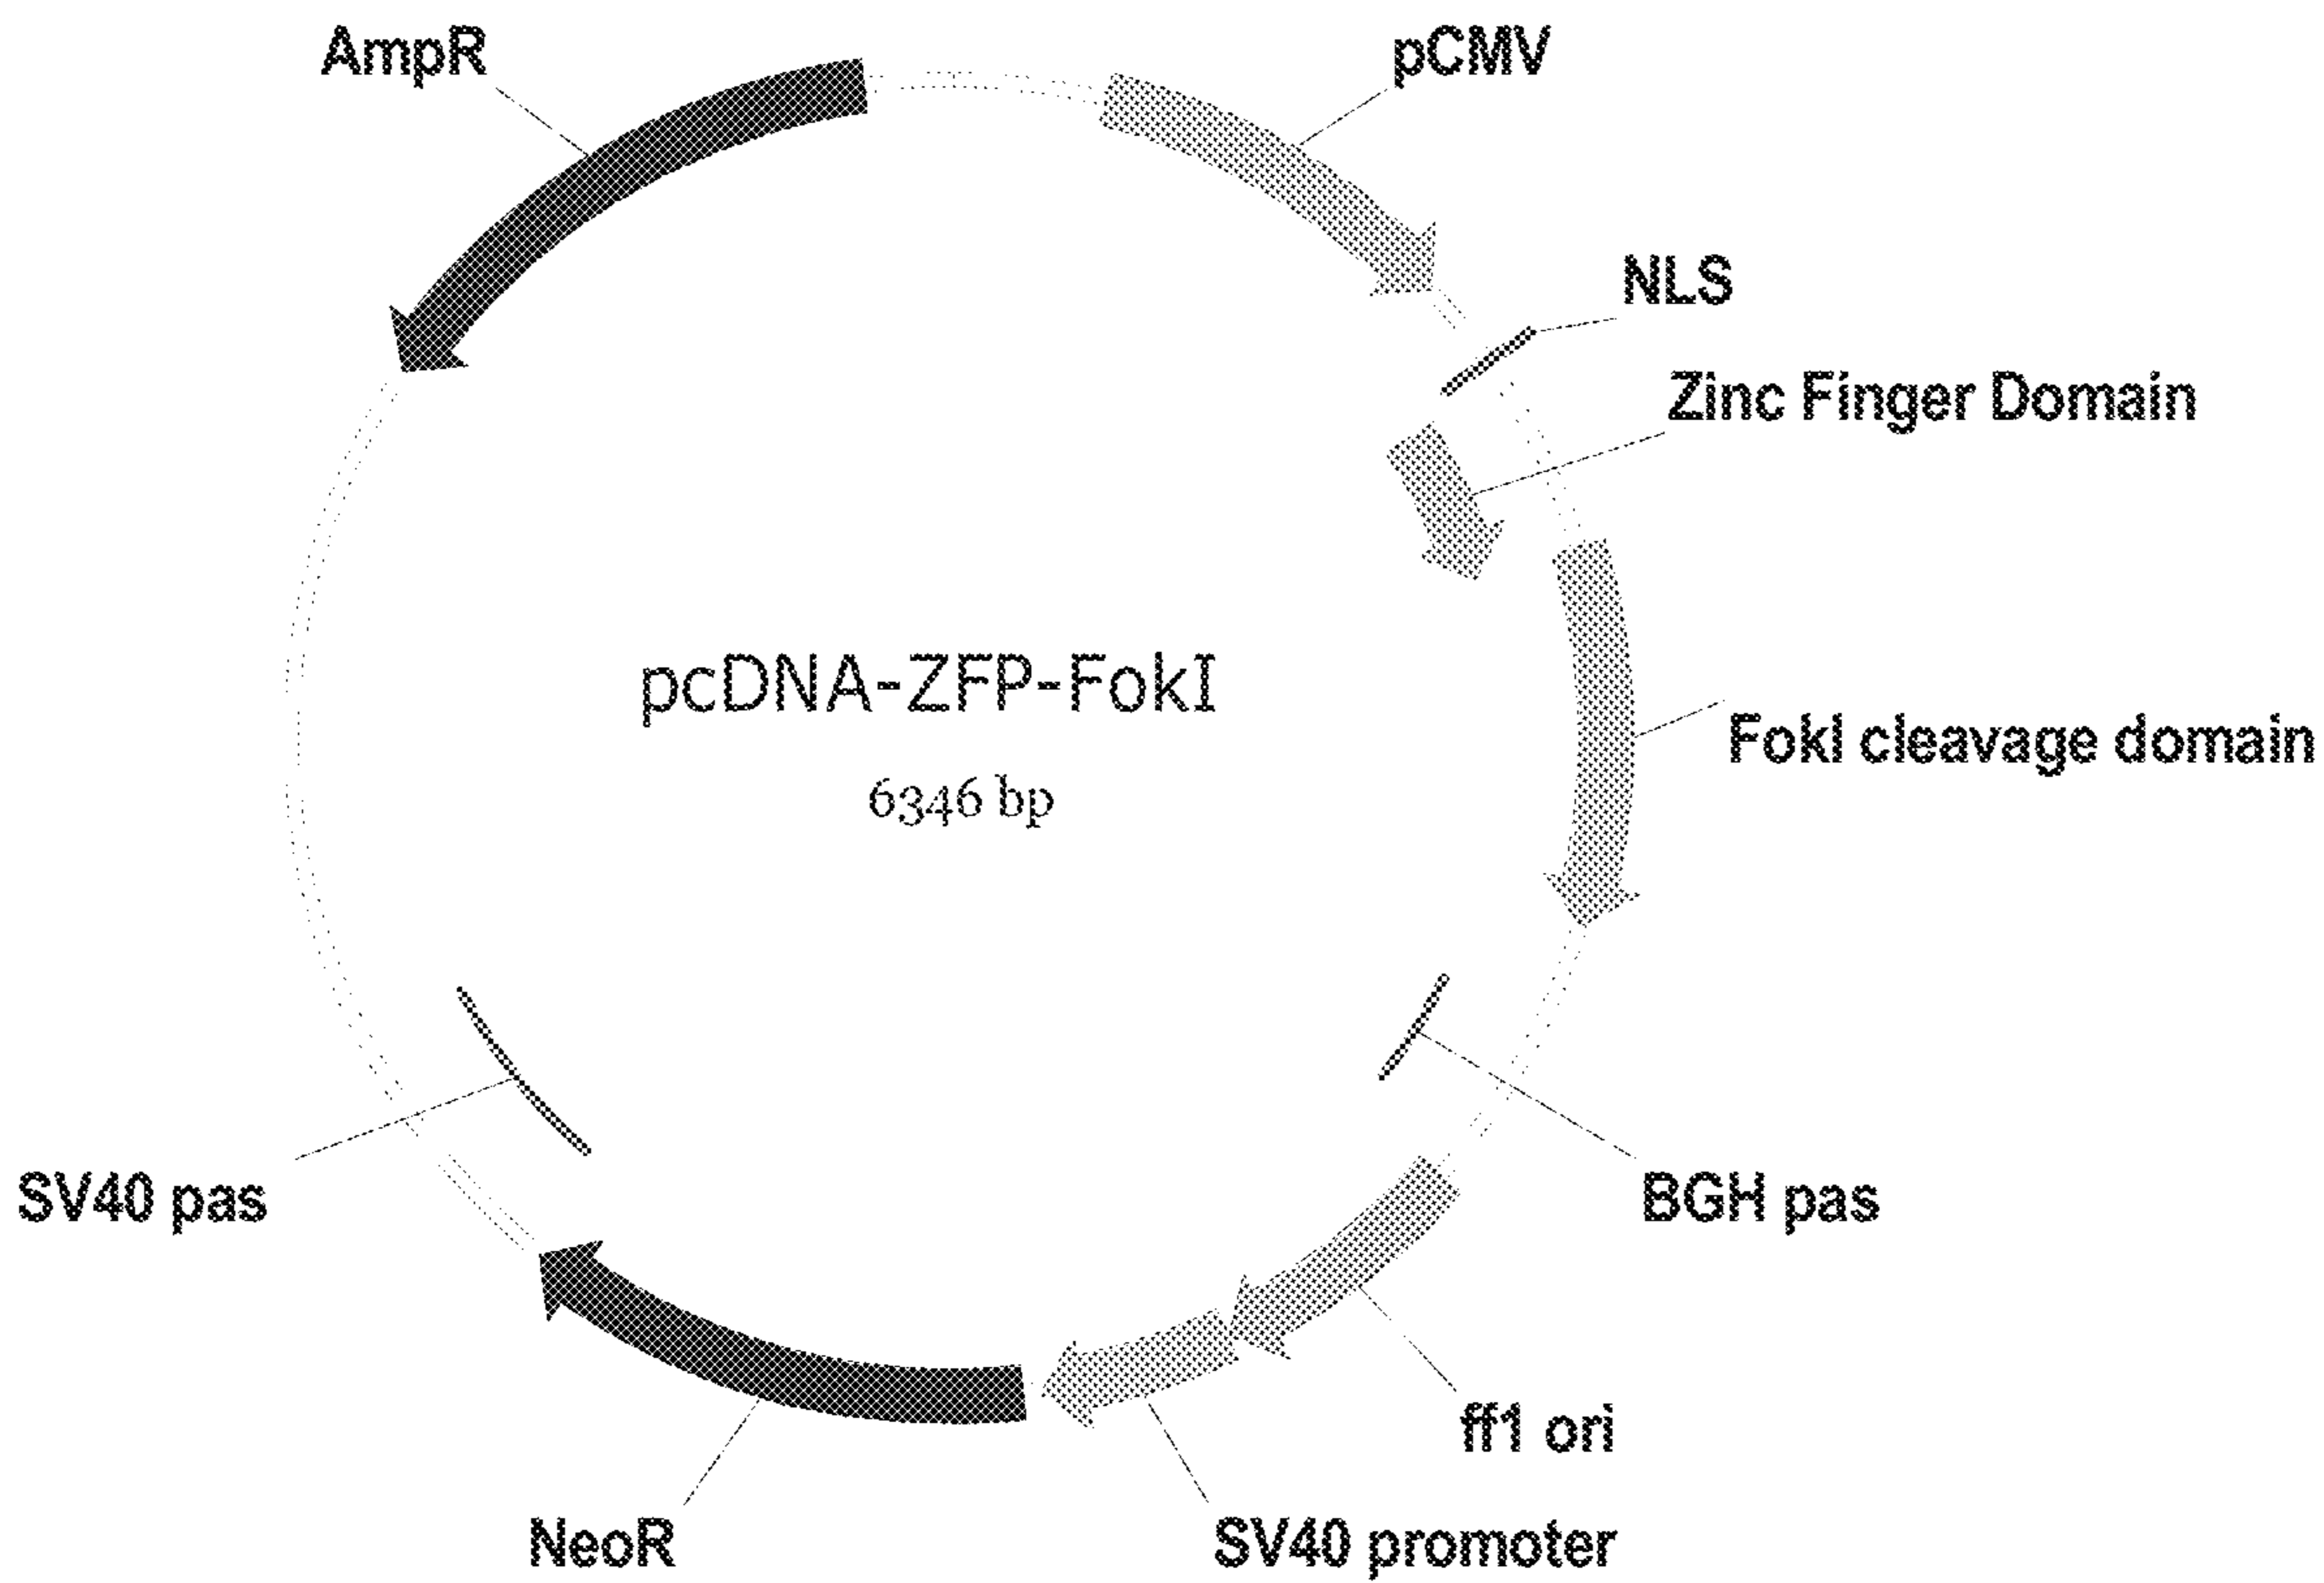 AmpR
pCMV
NLS
Zinc Finger Domain
pcDNA-ZFP-FokI
6346 bp
FokI cleavage domain
SV40 pas
BGH pas
ff1 ori
NeoR
SV40 promoter